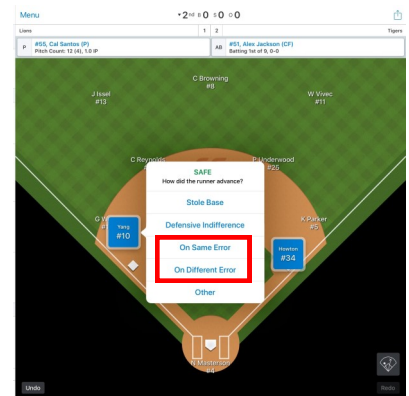 Menu
▾2nd B 0 S 0 O 0
Lions 1 2 Tigers
P #55, Cal Santos (P)
Pitch Count: 12 (4), 1.0 IP
AB #51, Alex Jackson (CF)
Batting 1st of 9, 0-0
C Browning
#8
J Issel
#13
W Vivec
#11
C Reynolds
Underwood
#25
SAFE
How did the runner advance?
Stole Base
Defensive Indifference
On Same Error
On Different Error
Other
Yang
#10
K Parker
#5
Howton
#34
N Masterson
#4
Undo
Redo